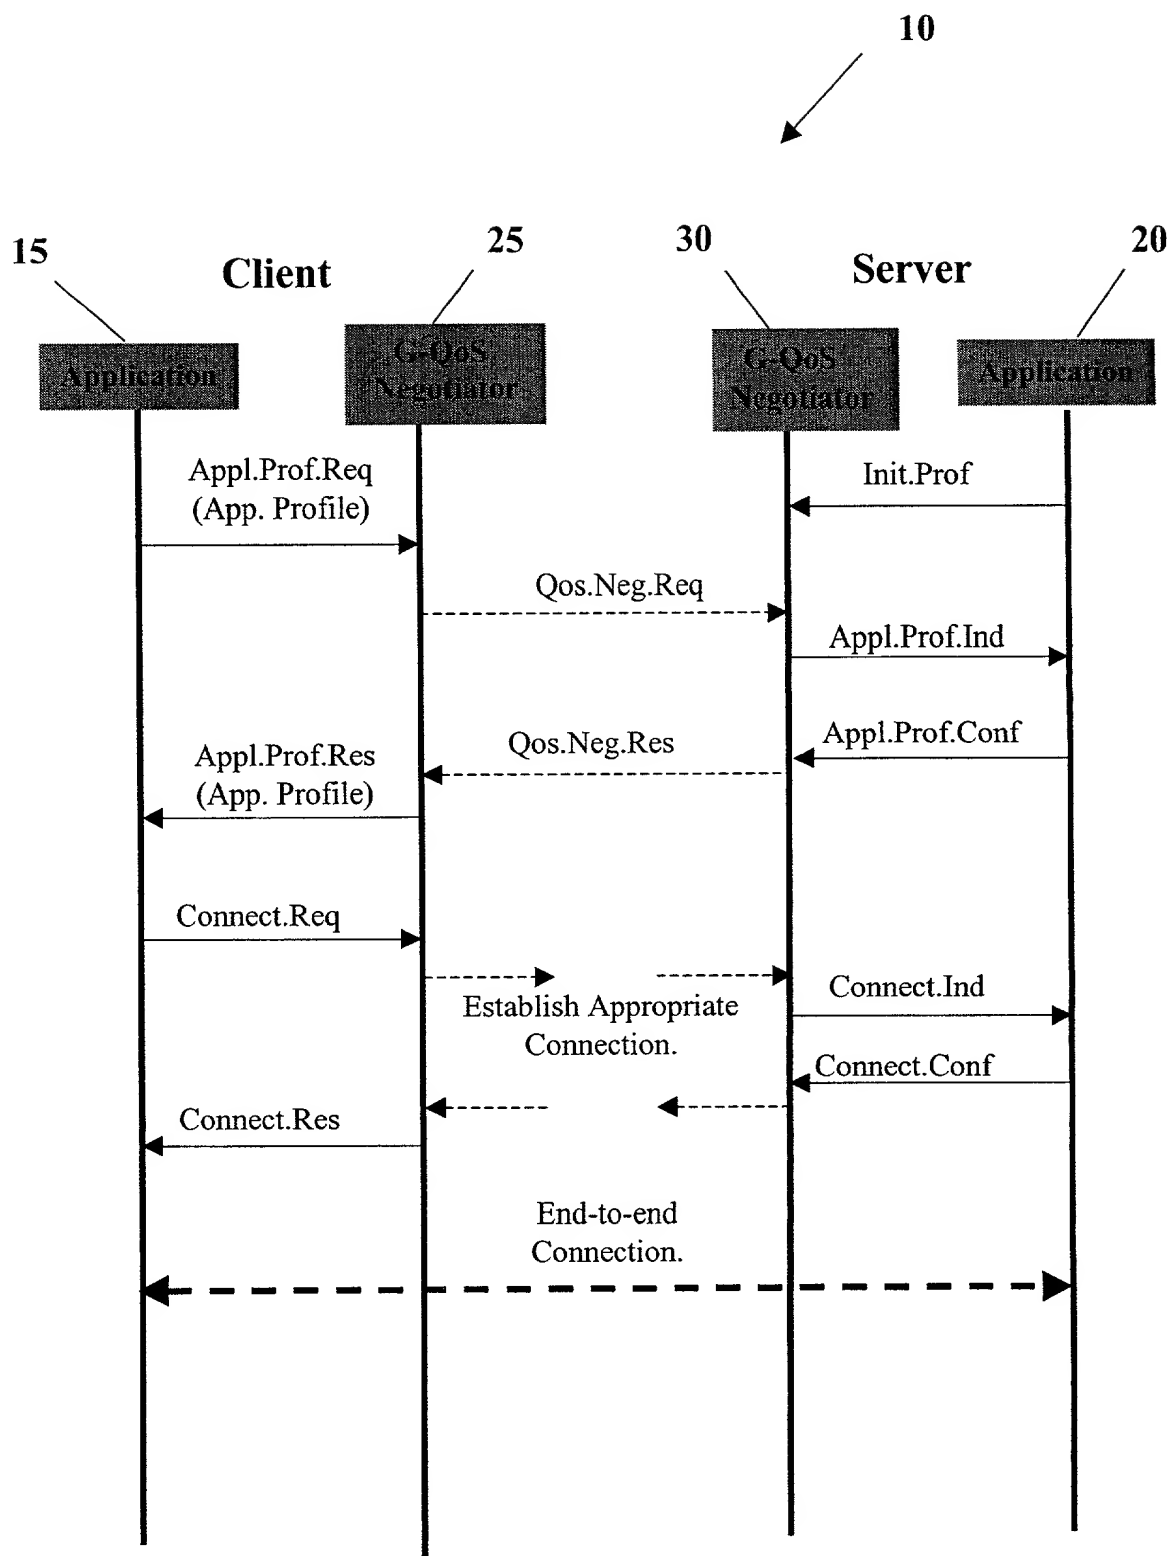 10
15
Client
25
30
Server
20
Application
G-QoS
Negotiator
G-QoS
Negotiator
Application
Appl.Prof.Req
(App. Profile)
Init.Prof
Qos.Neg.Req
Appl.Prof.Ind
Appl.Prof.Conf
Qos.Neg.Res
Appl.Prof.Res
(App. Profile)
Connect.Req
Connect.Ind
Establish Appropriate
Connection.
Connect.Conf
Connect.Res
End-to-end
Connection.